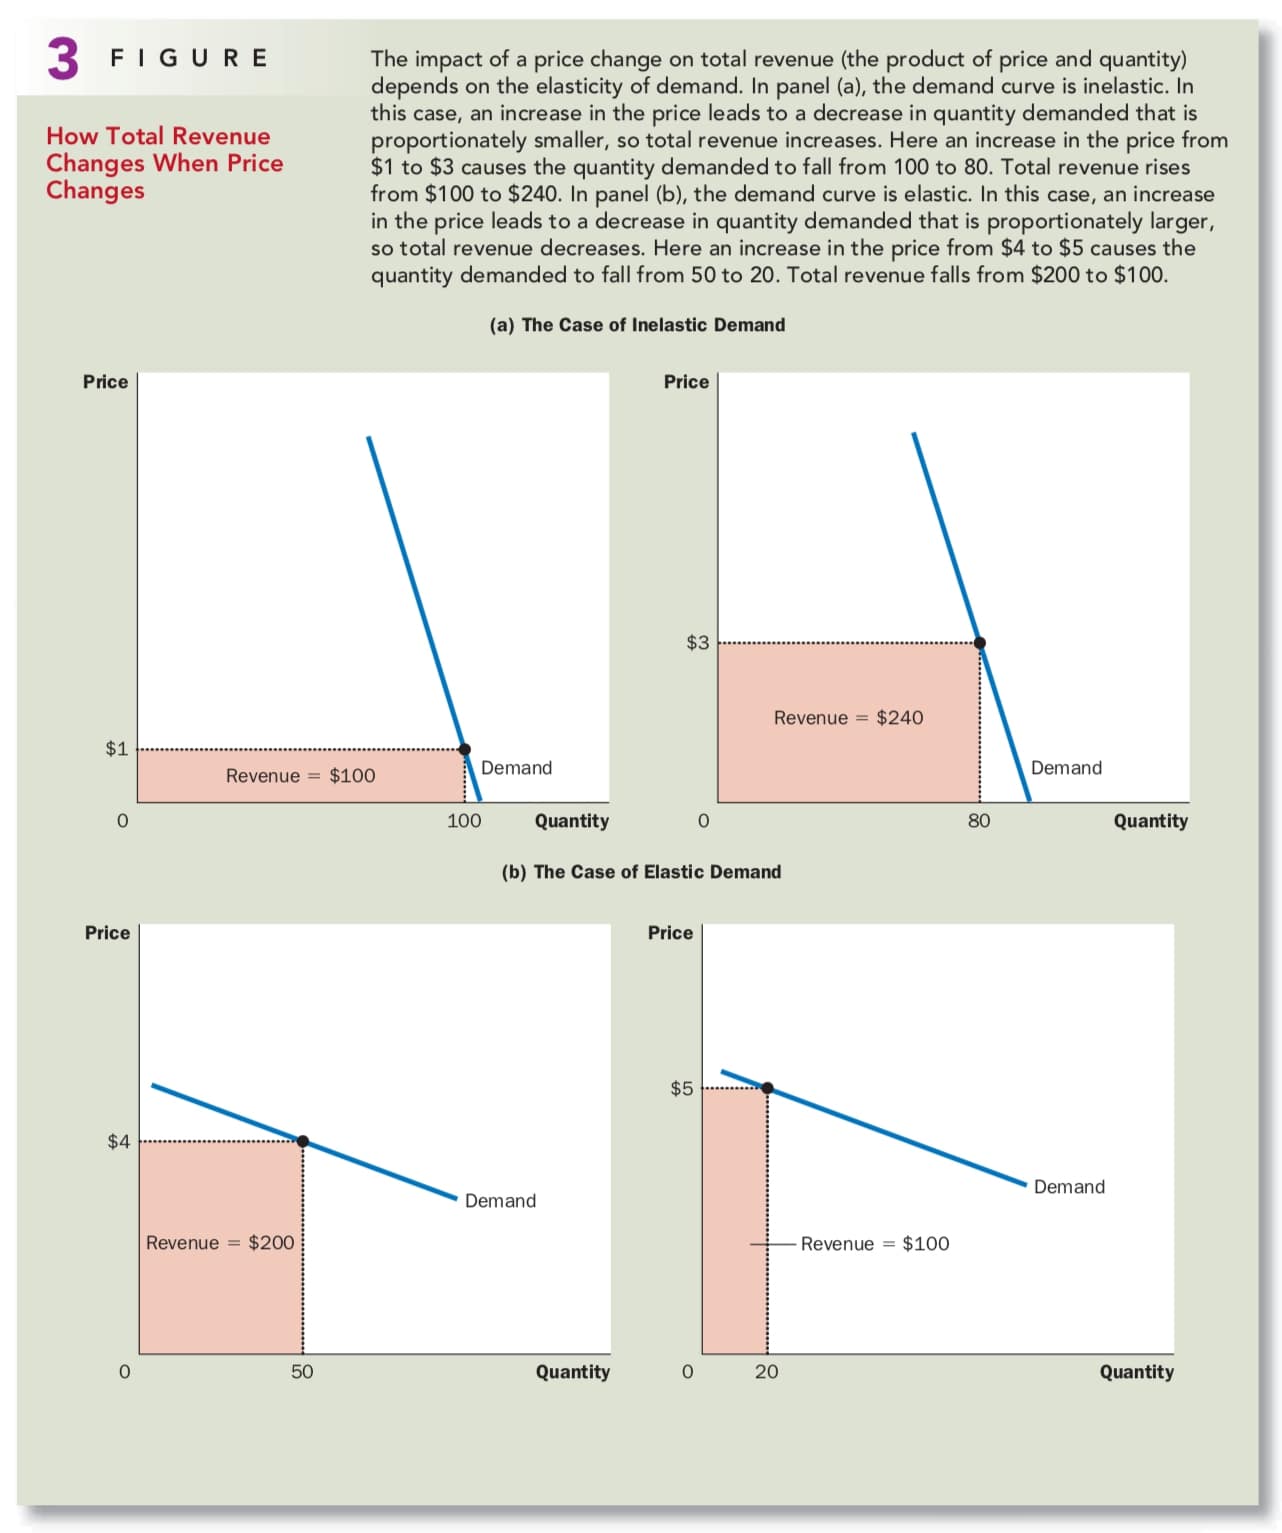 3 FIGURE
How Total Revenue
Changes When Price
Changes
The impact of a price change on total revenue (the product of price and quantity)
depends on the elasticity of demand. In panel (a), the demand curve is inelastic. In
this case, an increase in the price leads to a decrease in quantity demanded that is
proportionately smaller, so total revenue increases. Here an increase in the price from
$1 to $3 causes the quantity demanded to fall from 100 to 80. Total revenue rises
from $100 to $240. In panel (b), the demand curve is elastic. In this case, an increase
in the price leads to a decrease in quantity demanded that is proportionately larger,
so total revenue decreases. Here an increase in the price from $4 to $5 causes the
quantity demanded to fall from 50 to 20. Total revenue falls from $200 to $100.
(a) The Case of Inelastic Demand
Price
$1
Revenue = $100
Demand
0
100
Quantity
Price
$3
Revenue = $240
Demand
0
80
Quantity
(b) The Case of Elastic Demand
Price
$4
Demand
Revenue = $200
0
50
Quantity
Price
$5
Demand
Revenue = $100
0
20
Quantity